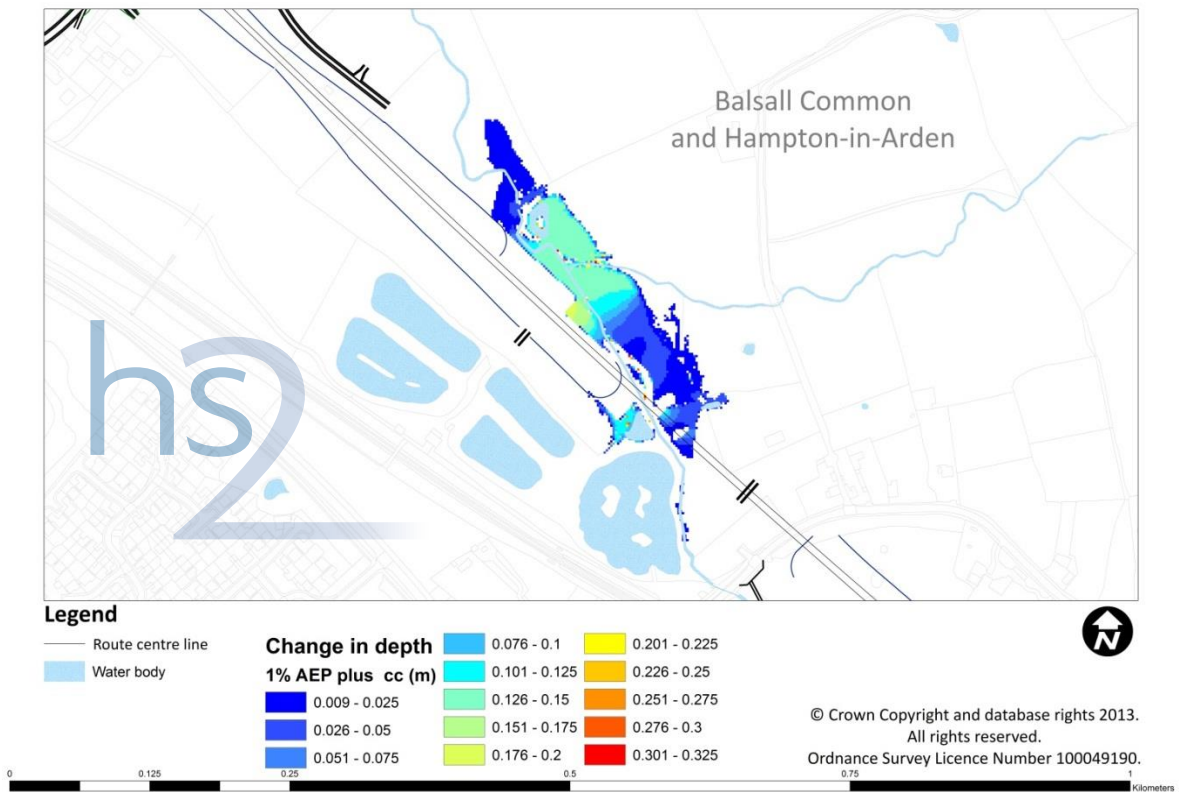 Balsall Common
and Hampton-in-Arden
hs2
Legend
Route centre line
Water body
Change in depth
1% AEP plus cc (m)
0.009 - 0.025
0.026 - 0.05
0.051 - 0.075
0.076 - 0.1
0.101 - 0.125
0.126 - 0.15
0.151 - 0.175
0.176 - 0.2
0.201 - 0.225
0.226 - 0.25
0.251 - 0.275
0.276 - 0.3
0.301 - 0.325
N
© Crown Copyright and database rights 2013.
All rights reserved.
Ordnance Survey Licence Number 100049190.
0 0.125 0.25 0.5 0.75 1
Kilometers